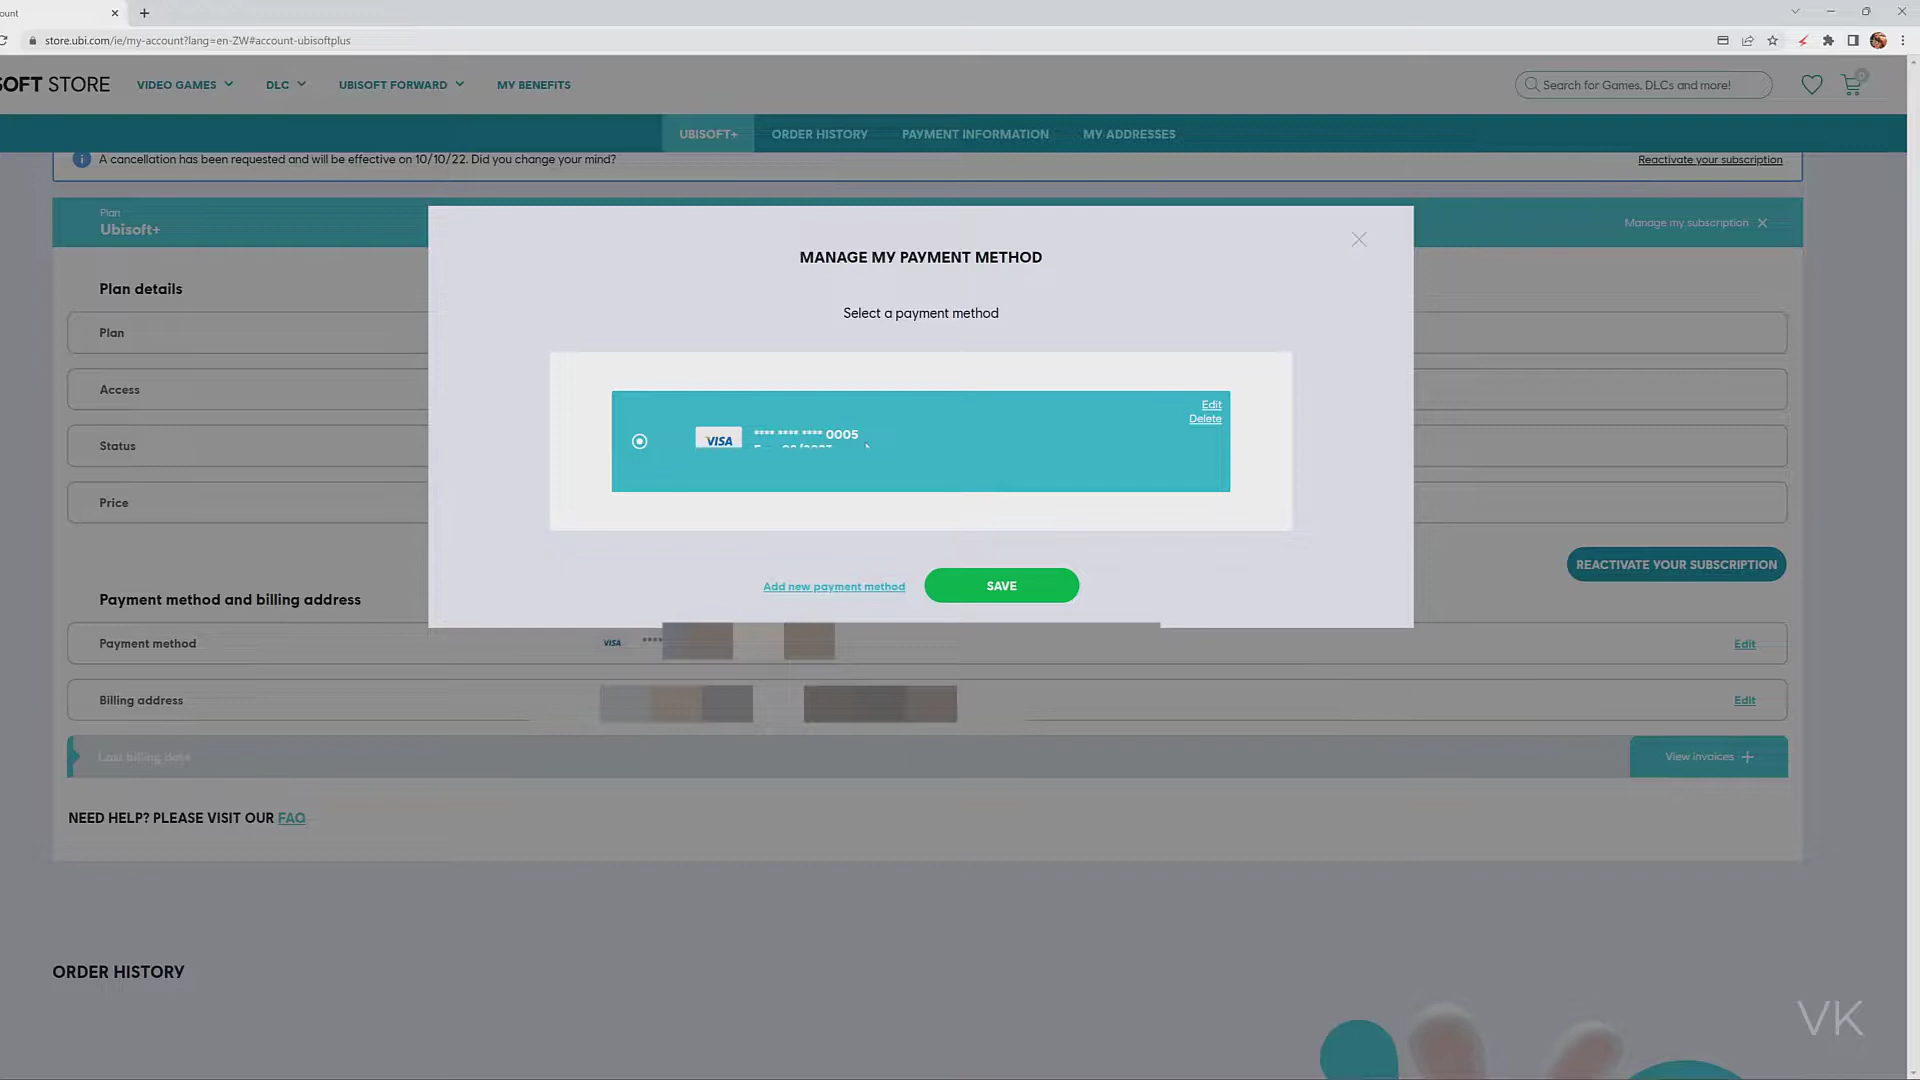 ount
store.ubi.com/ie/my-account?lang=en-ZW#account-ubisoftplus
SOFT STORE
VIDEO GAMES
DLC
UBISOFT FORWARD
MY BENEFITS
Search for Games, DLCs and more!
0
UBISOFT+
ORDER HISTORY
PAYMENT INFORMATION
MY ADDRESSES
A cancellation has been requested and will be effective on 10/10/22. Did you change your mind?
Reactivate your subscription
Plan
Ubisoft+
Manage my subscription
MANAGE MY PAYMENT METHOD
Select a payment method
Edit
Delete
VISA
**** **** **** 0005
Add new payment method
SAVE
Plan details
Plan
Access
Status
Price
REACTIVATE YOUR SUBSCRIPTION
Payment method and billing address
Payment method
VISA
****
Edit
Billing address
Edit
Last billing date
View invoices
NEED HELP? PLEASE VISIT OUR FAQ
ORDER HISTORY
VK